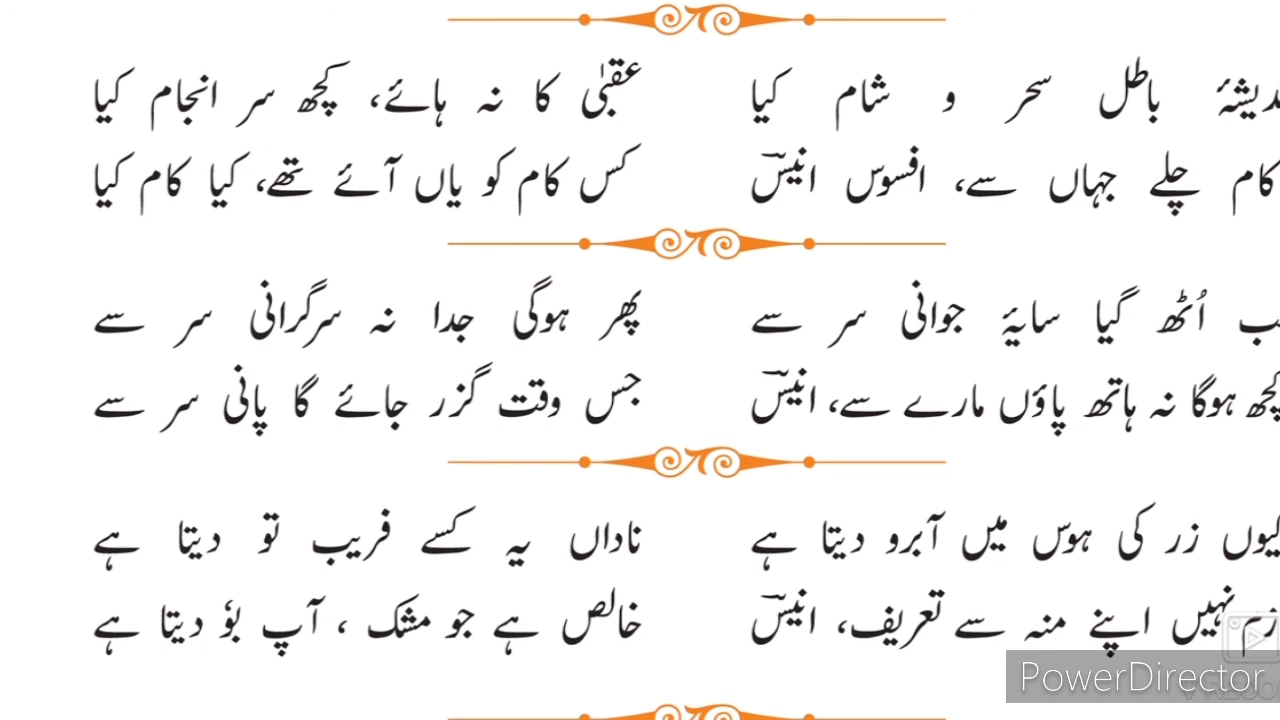 باطل سحر و شام کیا عقبیٰ کا نہ ہائے، کچھ سر انجام کیا
کام چلے جہاں سے، افسوس انیسؔ کس کام کو یاں آئے تھے، کیا کام کیا
اُٹھ گیا سایۂ جوانی سر سے پھر ہوگی جدا نہ سرگرانی سر سے
کچھ ہوگا نہ ہاتھ پاؤں مارے سے، انیسؔ جس وقت گزر جائے گا پانی سر سے
کیوں زر کی ہوس میں آبرو دیتا ہے ناداں یہ کسے فریب تو دیتا ہے
نہیں اپنے منہ سے تعریف، انیسؔ خالص ہے جو مشک ، آپ بوٗ دیتا ہے
PowerDirector